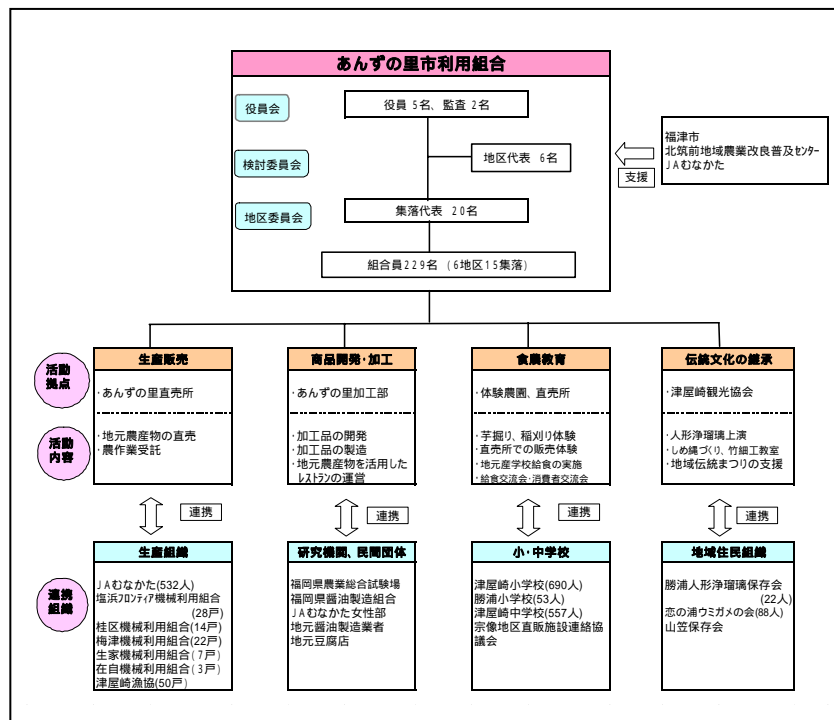 あんずの里市利用組合
役員会
役員 5名、監査 2名
検討委員会
地区代表 6名
地区委員会
集落代表 20名
組合員229名 (6地区15集落)
福津市
北筑前地域農業改良普及センター
JAむなかた
支援
活動
拠点
活動
内容
生産販売
・あんずの里直売所
・地元農産物の直売
・農作業受託
商品開発・加工
・あんずの里加工部
・加工品の開発
・加工品の製造
・地元農産物を活用した
レストランの運営
食農教育
・体験農園、直売所
・芋掘り、稲刈り体験
・直売所での販売体験
・地元産学校給食の実施
・給食交流会・消費者交流会
伝統文化の継承
・津屋崎観光協会
・人形浄瑠璃上演
・しめ縄づくり、竹細工教室
・地域伝統まつりの支援
連携
連携
連携
連携
連携
組織
生産組織
JAむなかた(532人)
塩浜フロンティア機械利用組合
(28戸)
桂区機械利用組合(14戸)
梅津機械利用組合(22戸)
生家機械利用組合(7戸)
在自機械利用組合(3戸)
津屋崎漁協(50戸)
研究機関、民間団体
福岡県農業総合試験場
福岡県醤油製造組合
JAむなかた女性部
地元醤油製造業者
地元豆腐店
小・中学校
津屋崎小学校(690人)
勝浦小学校(53人)
津屋崎中学校(557人)
宗像地区直販施設連絡協
議会
地域住民組織
勝浦人形浄瑠璃保存会
(22人)
恋の浦ウミガメの会(88人)
山笠保存会